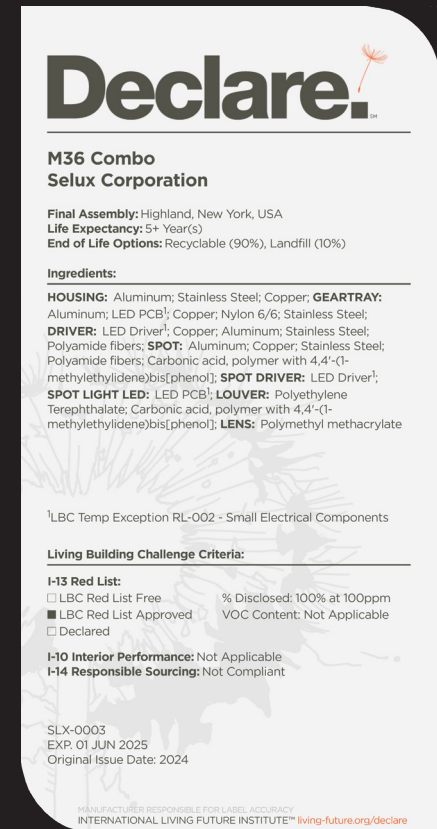 Declare.
SM
M36 Combo
Selux Corporation
Final Assembly: Highland, New York, USA
Life Expectancy: 5+ Year(s)
End of Life Options: Recyclable (90%), Landfill (10%)
Ingredients:
HOUSING: Aluminum; Stainless Steel; Copper; GEARTRAY:
Aluminum; LED PCB¹; Copper; Nylon 6/6; Stainless Steel;
DRIVER: LED Driver¹; Copper; Aluminum; Stainless Steel;
Polyamide fibers; SPOT: Aluminum; Copper; Stainless Steel;
Polyamide fibers; Carbonic acid, polymer with 4,4'-(1-
methylethylidene)bis[phenol]; SPOT DRIVER: LED Driver¹;
SPOT LIGHT LED: LED PCB¹; LOUVER: Polyethylene
Terephthalate; Carbonic acid, polymer with 4,4'-(1-
methylethylidene)bis[phenol]; LENS: Polymethyl methacrylate
¹LBC Temp Exception RL-002 - Small Electrical Components
Living Building Challenge Criteria:
I-13 Red List:
☐ LBC Red List Free % Disclosed: 100% at 100ppm
■ LBC Red List Approved VOC Content: Not Applicable
☐ Declared
I-10 Interior Performance: Not Applicable
I-14 Responsible Sourcing: Not Compliant
SLX-0003
EXP. 01 JUN 2025
Original Issue Date: 2024
MANUFACTURER RESPONSIBLE FOR LABEL ACCURACY
INTERNATIONAL LIVING FUTURE INSTITUTE™ living-future.org/declare